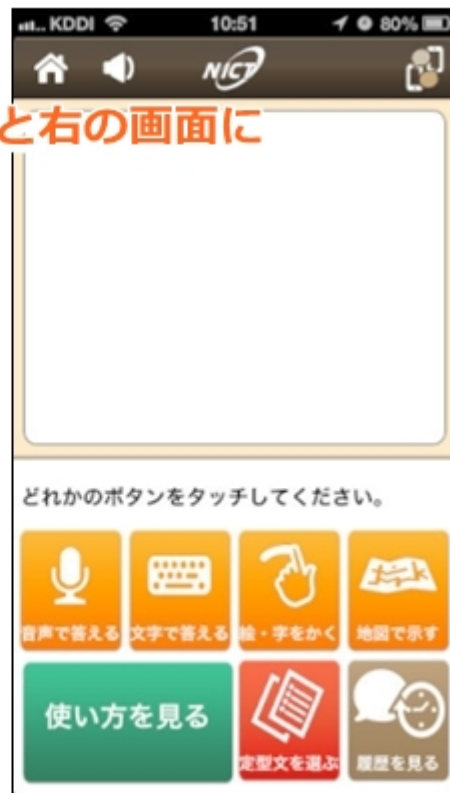 KDDI 10:51 80%
NICT
と右の画面に
どれかのボタンをタッチしてください。
音声で答える 文字で答える 絵・字をかく 地図で示す
使い方を見る 定型文を選ぶ 履歴を見る